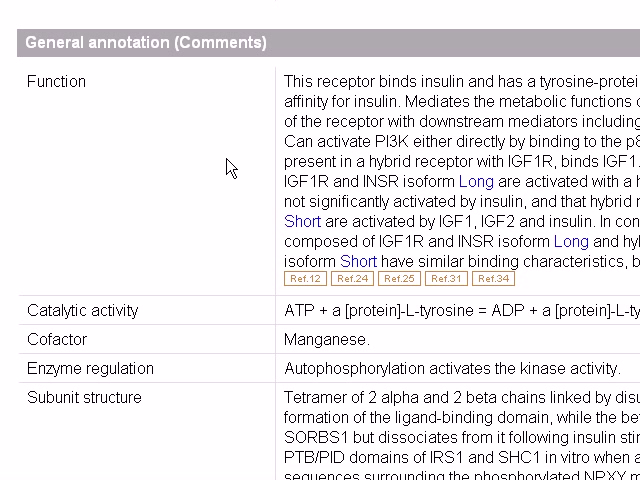 General annotation (Comments)
Function
This receptor binds insulin and has a tyrosine-protei
affinity for insulin. Mediates the metabolic functions o
of the receptor with downstream mediators including
Can activate PI3K either directly by binding to the p8
present in a hybrid receptor with IGF1R, binds IGF1.
IGF1R and INSR isoform Long are activated with a h
not significantly activated by insulin, and that hybrid r
Short are activated by IGF1, IGF2 and insulin. In con
composed of IGF1R and INSR isoform Long and hyl
isoform Short have similar binding characteristics, b
Ref.12 Ref.24 Ref.25 Ref.31 Ref.34
Catalytic activity
ATP + a [protein]-L-tyrosine = ADP + a [protein]-L-ty
Cofactor
Manganese.
Enzyme regulation
Autophosphorylation activates the kinase activity.
Subunit structure
Tetramer of 2 alpha and 2 beta chains linked by disu
formation of the ligand-binding domain, while the be
SORBS1 but dissociates from it following insulin stin
PTB/PID domains of IRS1 and SHC1 in vitro when a
sequences surrounding the phosphorylated NPXY m